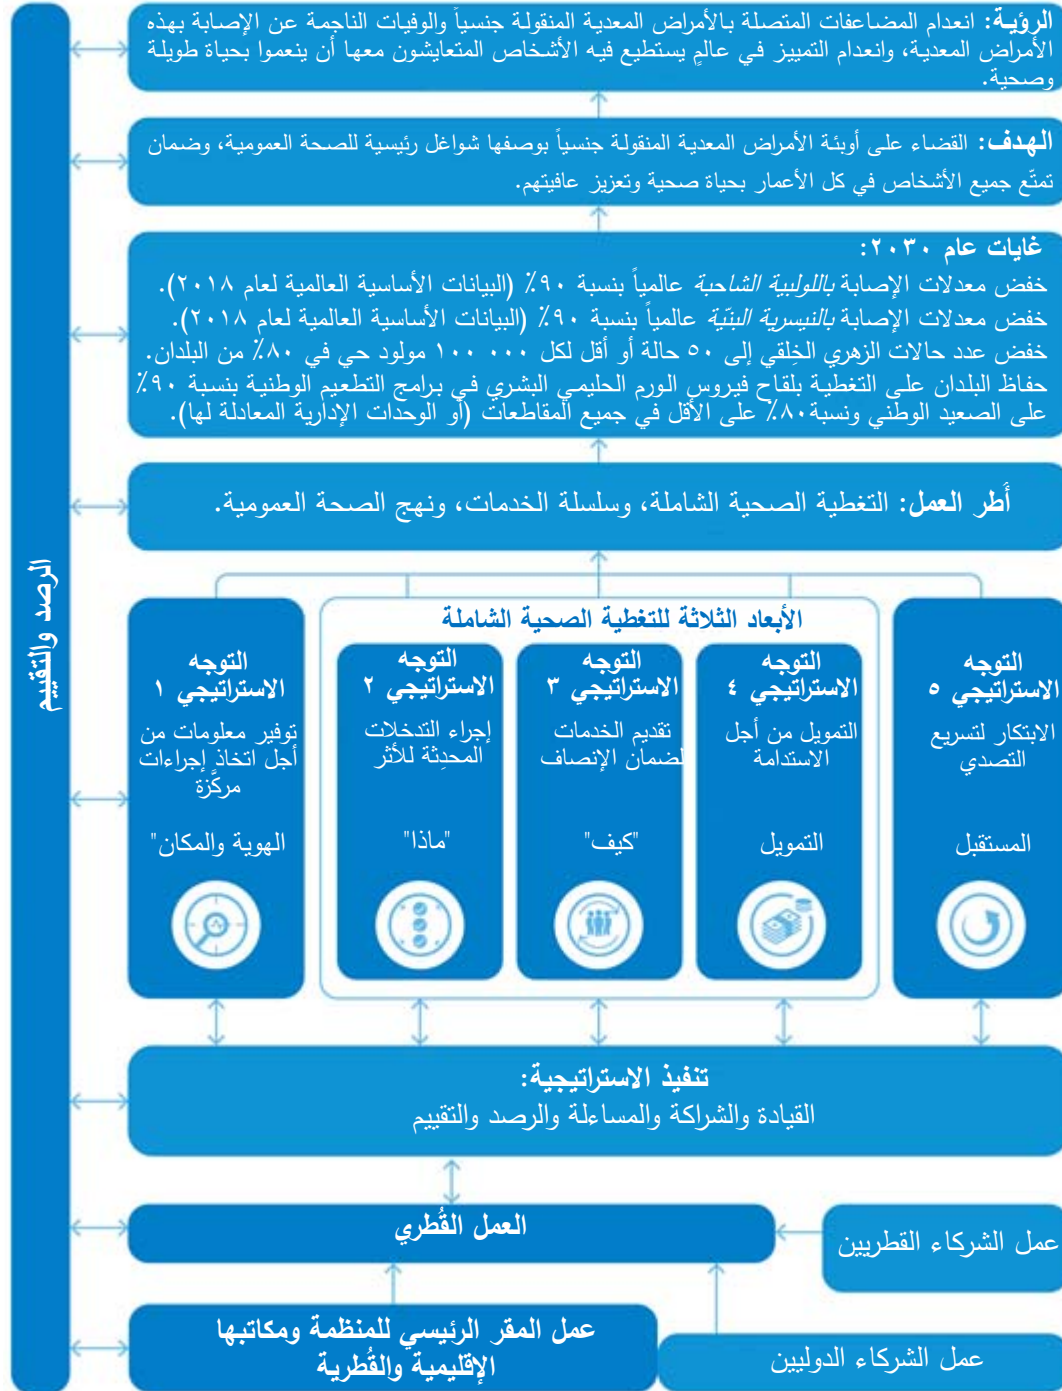 الرؤية: انعدام المضاعفات المتصلة بالأمراض المعدية المنقولة جنسياً والوفيات الناجمة عن الإصابة بهذه
الأمراض المعدية، وانعدام التمييز في عالمٍ يستطيع فيه الأشخاص المتعايشون معها أن ينعموا بحياة طويلة
وصحية.
الهدف: القضاء على أوبئة الأمراض المعدية المنقولة جنسياً بوصفها شواغل رئيسية للصحة العمومية، وضمان
تمتّع جميع الأشخاص في كل الأعمار بحياة صحية وتعزيز عافيتهم.
غايات عام ٢٠٣٠:
خفض معدلات الإصابة باللولبية الشاحبة عالمياً بنسبة ٩٠٪ (البيانات الأساسية العالمية لعام ٢٠١٨).
خفض معدلات الإصابة بالنيسرية البنّية عالمياً بنسبة ٩٠٪ (البيانات الأساسية العالمية لعام ٢٠١٨).
خفض عدد حالات الزهري الخِلقي إلى ٥٠ حالة أو أقل لكل ١٠٠ ٠٠٠ مولود حي في ٨٠٪ من البلدان.
حفاظ البلدان على التغطية بلقاح فيروس الورم الحليمي البشري في برامج التطعيم الوطنية بنسبة ٩٠٪
على الصعيد الوطني ونسبة٨٠٪ على الأقل في جميع المقاطعات (أو الوحدات الإدارية المعادلة لها).
أُطر العمل: التغطية الصحية الشاملة، وسلسلة الخدمات، ونهج الصحة العمومية.
الرصد والتقييم
الأبعاد الثلاثة للتغطية الصحية الشاملة
التوجه
الاستراتيجي ١
توفير معلومات من
أجل اتخاذ إجراءات
مركَّزة
الهوية والمكان"
التوجه
الاستراتيجي ٢
إجراء التدخلات
المحدِثة للأثر
"ماذا"
التوجه
الاستراتيجي ٣
تقديم الخدمات
لضمان الإنصاف
"كيف"
التوجه
الاستراتيجي ٤
التمويل من أجل
الاستدامة
التمويل
التوجه
الاستراتيجي ٥
الابتكار لتسريع
التصدي
المستقبل
تنفيذ الاستراتيجية:
القيادة والشراكة والمساءلة والرصد والتقييم
العمل القُطري
عمل الشركاء القطريين
عمل المقر الرئيسي للمنظمة ومكاتبها
الإقليمية والقُطرية
عمل الشركاء الدوليين